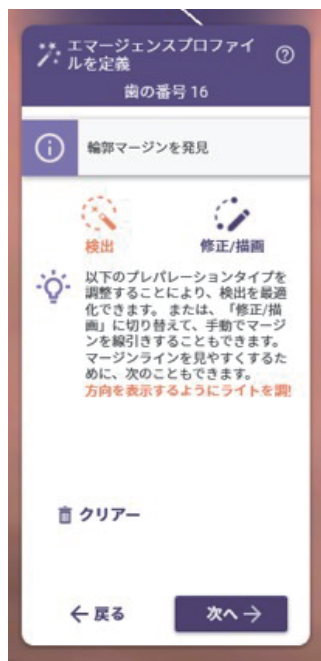 エマージェンスプロファイ
ルを定義
歯の番号 16
輪郭マージンを発見
検出 修正/描画
以下のプレパレーションタイプを
調整することにより、検出を最適
化できます。 または、「修正/描
画」に切り替えて、手動でマージ
ンを線引きすることもできます。
マージンラインを見やすくするた
めに、次のこともできます。
方向を表示するようにライトを調!
クリアー
← 戻る 次へ →